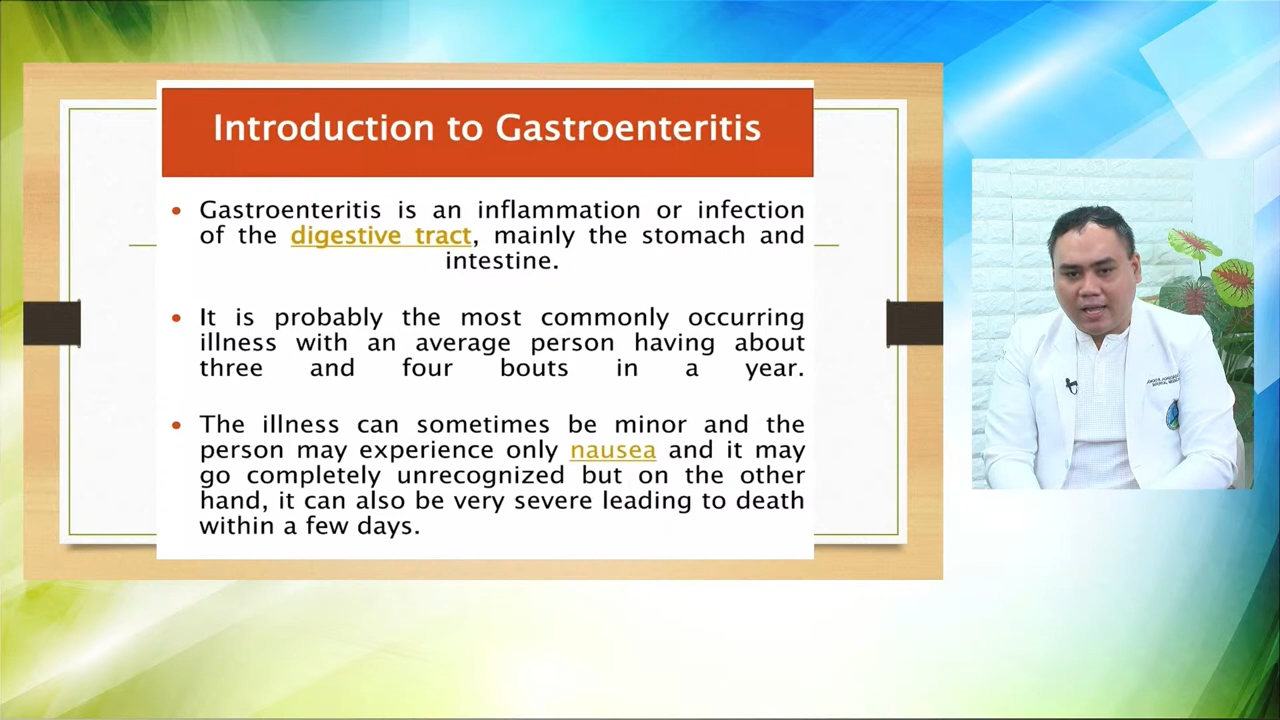 Introduction to Gastroenteritis
• Gastroenteritis is an inflammation or infection
of the digestive tract, mainly the stomach and
intestine.
• It is probably the most commonly occurring
illness with an average person having about
three and four bouts in a year.
• The illness can sometimes be minor and the
person may experience only nausea and it may
go completely unrecognized but on the other
hand, it can also be very severe leading to death
within a few days.